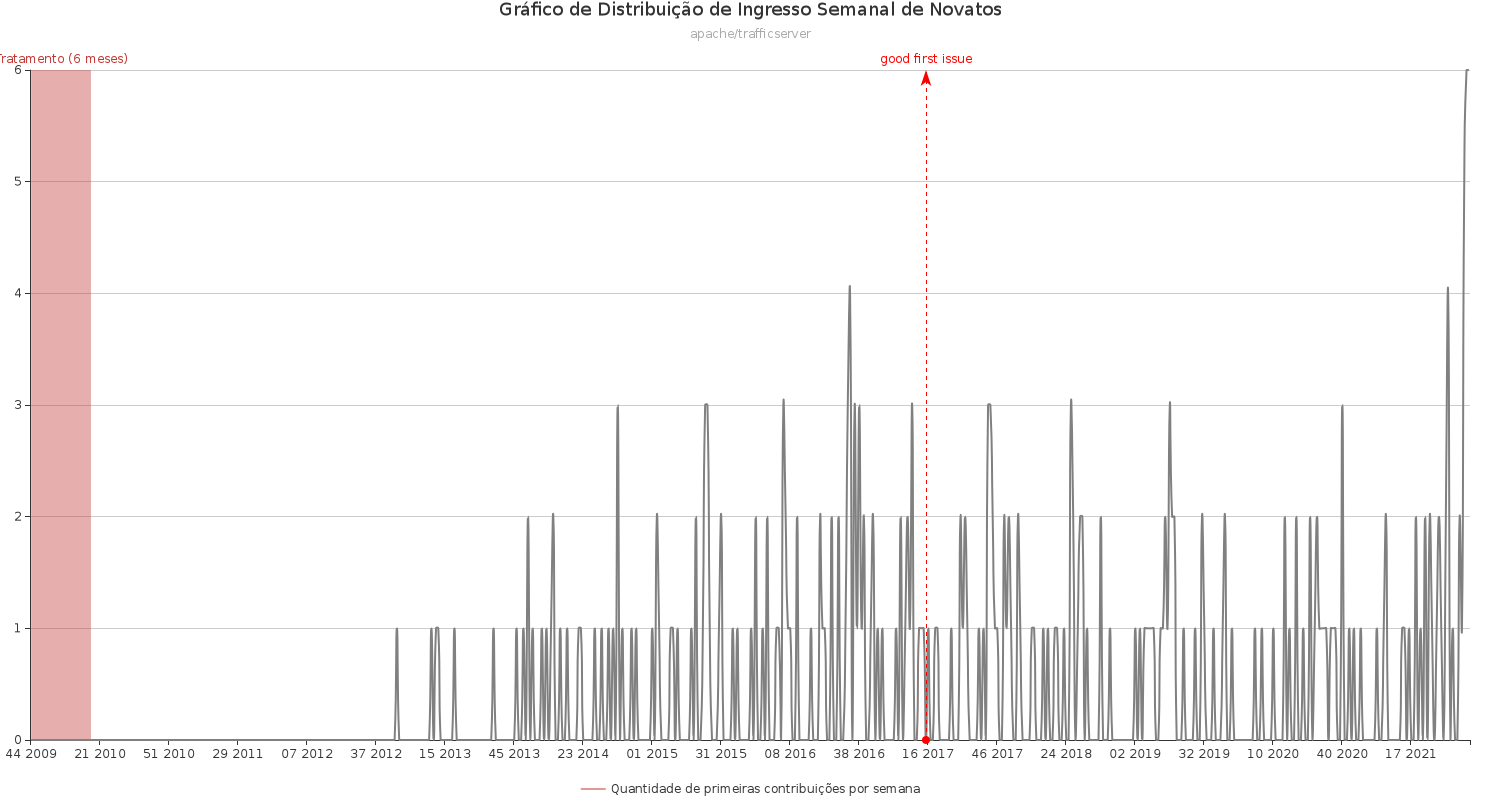 Gráfico de Distribuição de Ingresso Semanal de Novatos
apache/trafficserver
Tratamento (6 meses)
good first issue
6
5
4
3
2
1
0
44 2009 21 2010 51 2010 29 2011 07 2012 37 2012 15 2013 45 2013 23 2014 01 2015 31 2015 08 2016 38 2016 16 2017 46 2017 24 2018 02 2019 32 2019 10 2020 40 2020 17 2021
Quantidade de primeiras contribuições por semana